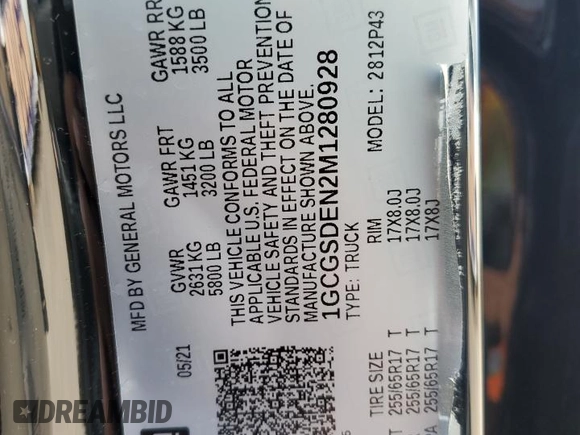 MFD BY GENERAL MOTORS LLC
05/21
GVWR GAWR FRT GAWR RR
2631 KG 1451 KG 1588 KG
5800 LB 3200 LB 3500 LB
THIS VEHICLE CONFORMS TO ALL
APPLICABLE U.S. FEDERAL MOTOR
VEHICLE SAFETY AND THEFT PREVENTION
STANDARDS IN EFFECT ON THE DATE OF
MANUFACTURE SHOWN ABOVE.
1GCGSDEN2M1280928
TYPE: TRUCK MODEL: 2812P43
TIRE SIZE RIM
255/65R17 T 17X8.0J
255/65R17 T 17X8.0J
255/65R17 T 17X8J
DREAMBID